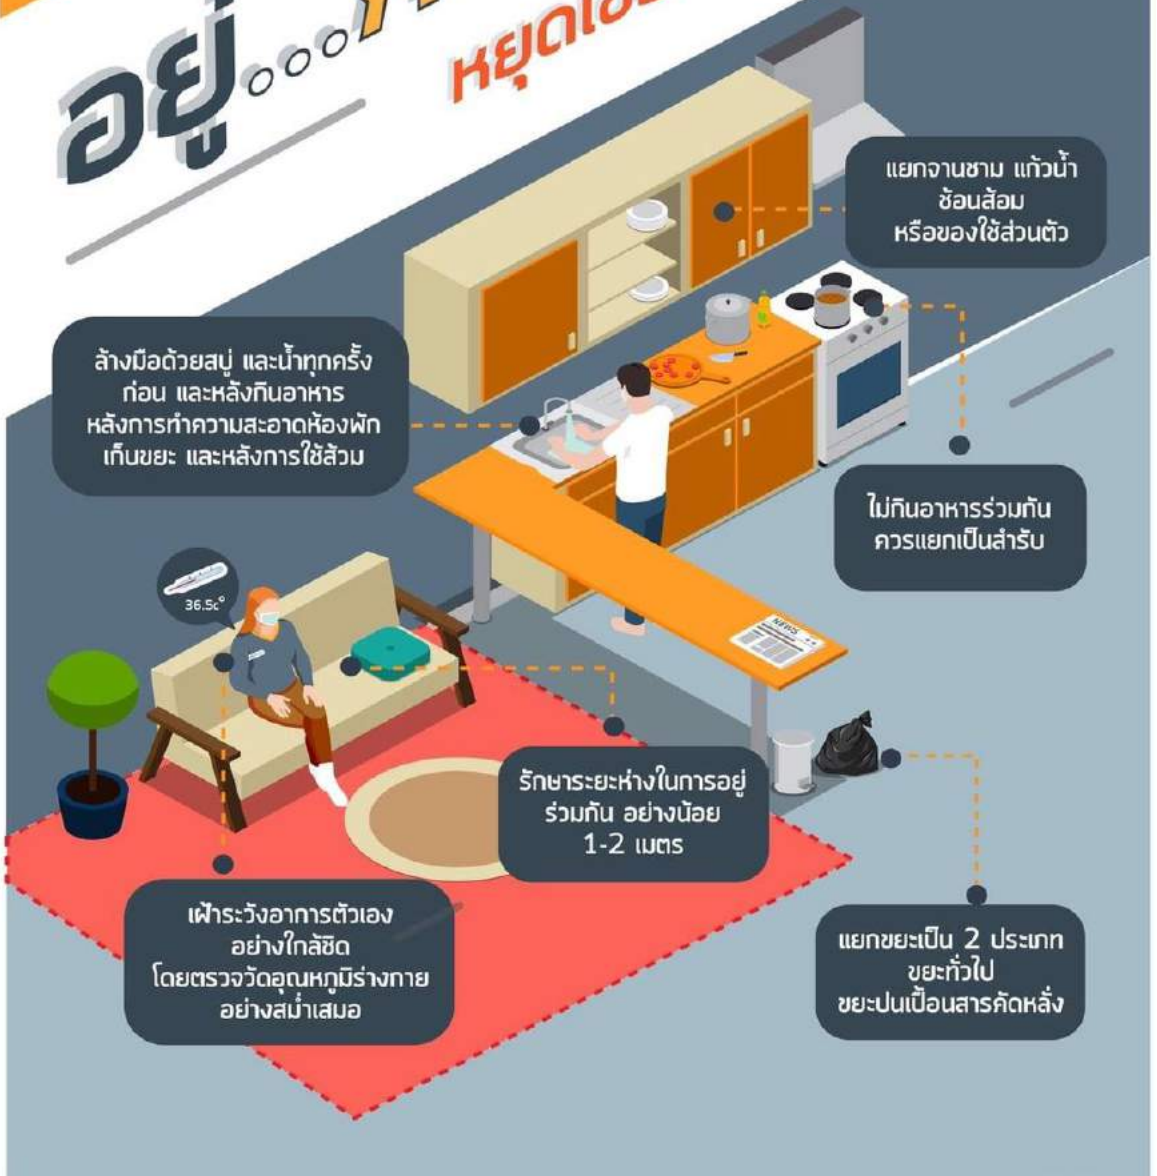 อยู่...
แยกจานชาม แก้วน้ำ
ช้อนส้อม
หรือของใช้ส่วนตัว
ล้างมือด้วยสบู่ และน้ำทุกครั้ง
ก่อน และหลังกินอาหาร
หลังการทำความสะอาดห้องพัก
เก็บขยะ และหลังการใช้ส้วม
ไม่กินอาหารร่วมกัน
ควรแยกเป็นสำรับ
36.5c°
NEWS
รักษาระยะห่างในการอยู่
ร่วมกัน อย่างน้อย
1-2 เมตร
เฝ้าระวังอาการตัวเอง
อย่างใกล้ชิด
โดยตรวจวัดอุณหภูมิร่างกาย
อย่างสม่ำเสมอ
แยกขยะเป็น 2 ประเภท
ขยะทั่วไป
ขยะปนเปื้อนสารคัดหลั่ง